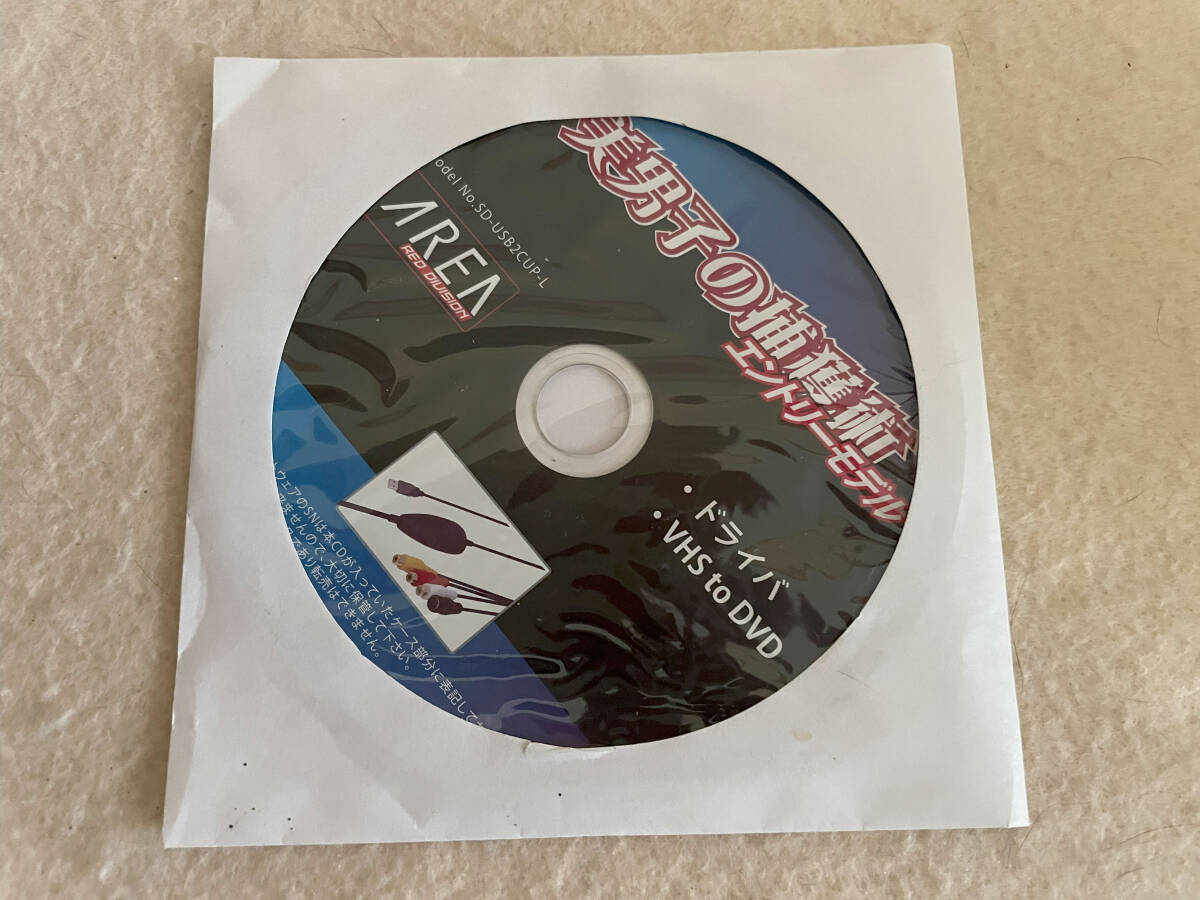 美男子の捕獲術
エントリーモデル
odel No.SD-USB2CUP-L
AREA
RED DIVISION
・ドライバ
・VHS to DVD
トウェアのSNは本CDが入っていたケース部分に表記して
ませんので、大切に保管して下さい。
であり転売はできません。